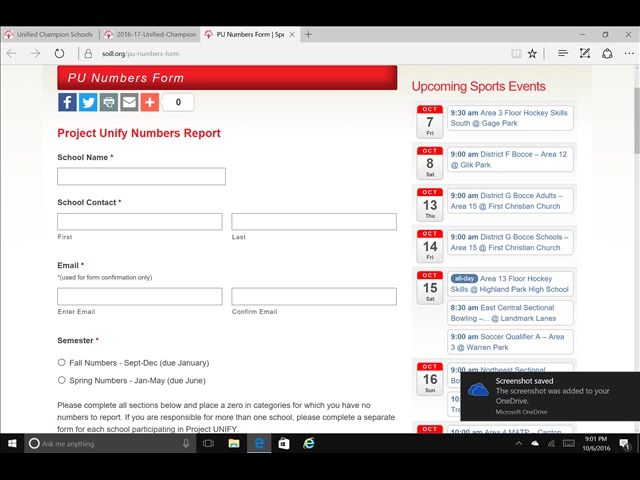 Unified Champion Schools
2016-17-Unified-Champion
PU Numbers Form | Spe
soill.org/pu-numbers-form
PU Numbers Form
0
Project Unify Numbers Report
School Name *
School Contact *
First
Last
Email *
*(used for form confirmation only)
Enter Email
Confirm Email
Semester *
Fall Numbers - Sept-Dec (due January)
Spring Numbers - Jan-May (due June)
Please complete all sections below and place a zero in categories for which you have no
numbers to report. If you are responsible for more than one school, please complete a separate
form for each school participating in Project UNIFY.
Upcoming Sports Events
OCT
7
Fri
9:30 am Area 3 Floor Hockey Skills
South @ Gage Park
OCT
8
Sat
9:00 am District F Bocce – Area 12
@ Glik Park
OCT
13
Thu
9:00 am District G Bocce Adults –
Area 15 @ First Christian Church
OCT
14
Fri
9:00 am District G Bocce Schools –
Area 15 @ First Christian Church
OCT
15
Sat
all-day Area 13 Floor Hockey
Skills @ Highland Park High School
8:30 am East Central Sectional
Bowling –... @ Landmark Lanes
9:00 am Soccer Qualifier A – Area
3 @ Warren Park
OCT
16
Sun
9:00 am Northeast Sectional
OCT
10:00 am Area 4 MATP – Canton
Screenshot saved
The screenshot was added to your
OneDrive.
Microsoft OneDrive
Ask me anything
9:01 PM
10/6/2016